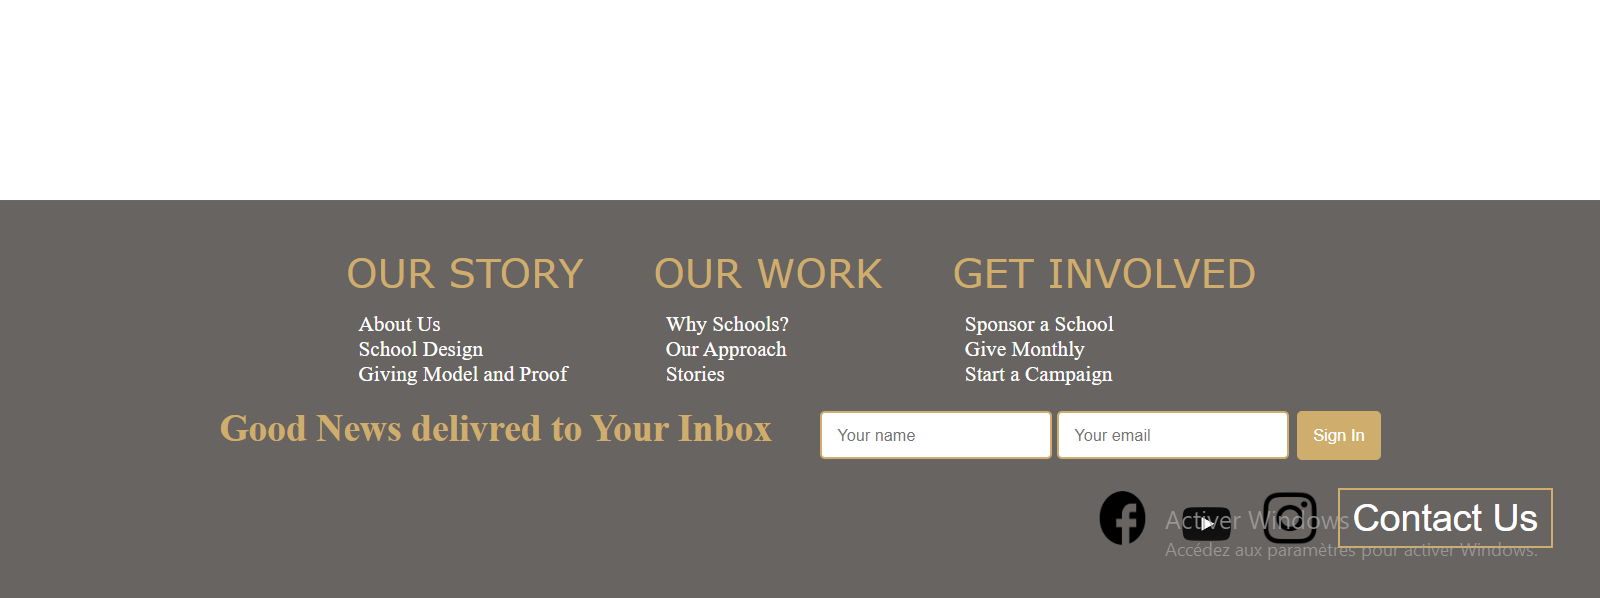 OUR STORY
About Us
School Design
Giving Model and Proof
OUR WORK
Why Schools?
Our Approach
Stories
GET INVOLVED
Sponsor a School
Give Monthly
Start a Campaign
Good News delivred to Your Inbox
Your name
Your email
Sign In
Contact Us
Activer Windows
Accédez aux paramètres pour activer Windows.